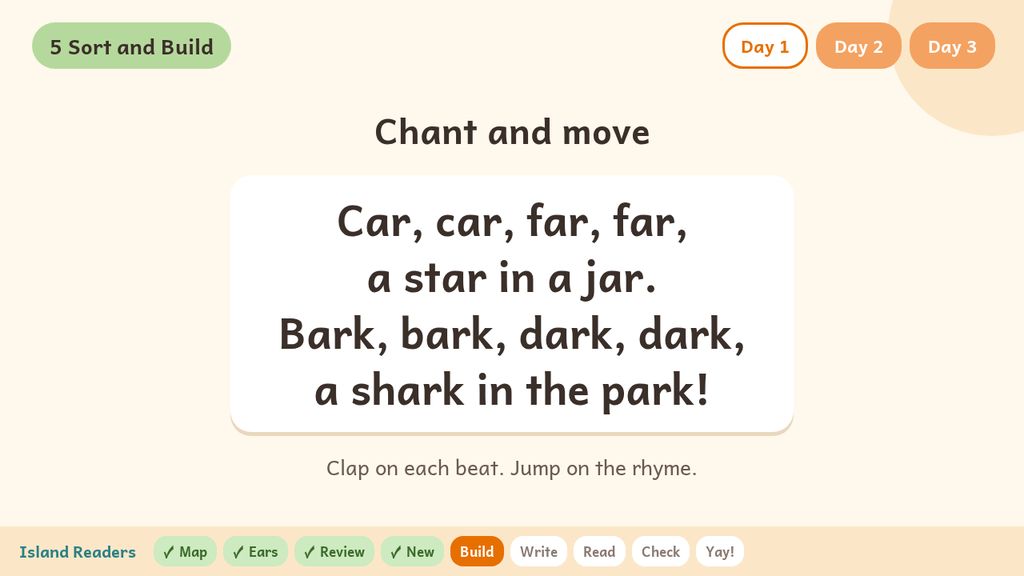 5 Sort and Build
Day 1 Day 2 Day 3
Chant and move
Car, car, far, far,
a star in a jar.
Bark, bark, dark, dark,
a shark in the park!
Clap on each beat. Jump on the rhyme.
Island Readers ✓ Map ✓ Ears ✓ Review ✓ New Build Write Read Check Yay!